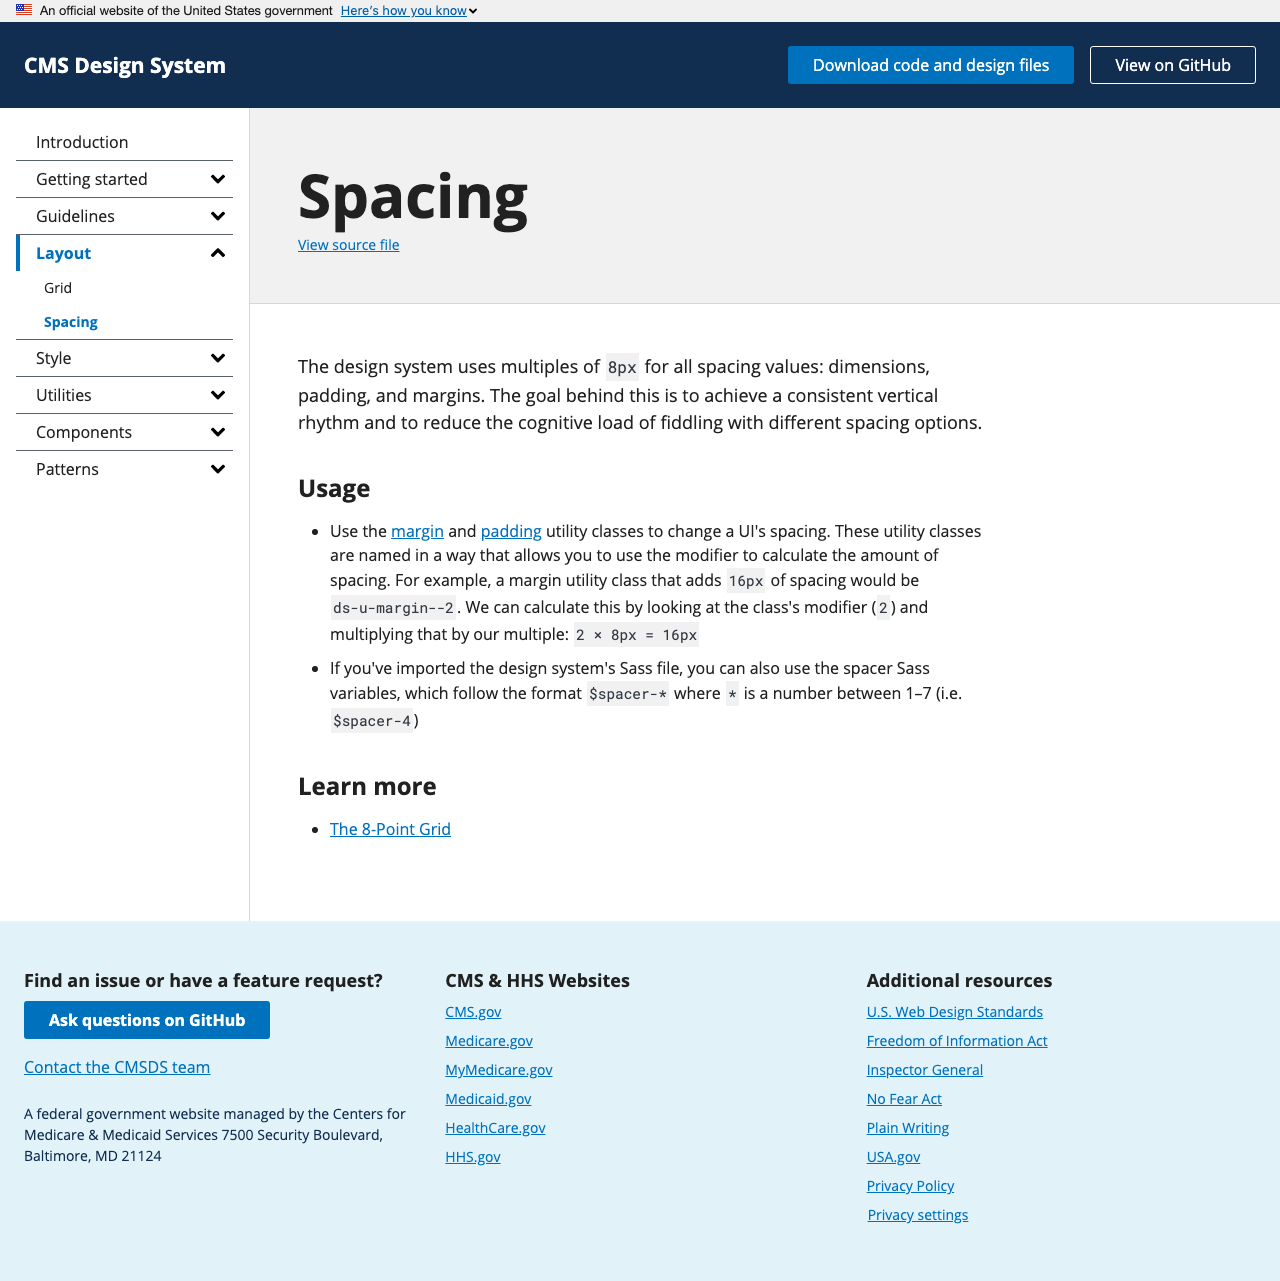 An official website of the United States government Here's how you know
CMS Design System
Download code and design files
View on GitHub
Introduction
Getting started
Guidelines
Layout
Grid
Spacing
Style
Utilities
Components
Patterns
Spacing
View source file
The design system uses multiples of 8px for all spacing values: dimensions,
padding, and margins. The goal behind this is to achieve a consistent vertical
rhythm and to reduce the cognitive load of fiddling with different spacing options.
Usage
• Use the margin and padding utility classes to change a UI's spacing. These utility classes
are named in a way that allows you to use the modifier to calculate the amount of
spacing. For example, a margin utility class that adds 16px of spacing would be
ds-u-margin--2. We can calculate this by looking at the class's modifier (2) and
multiplying that by our multiple: 2 × 8px = 16px
• If you've imported the design system's Sass file, you can also use the spacer Sass
variables, which follow the format $spacer-* where * is a number between 1–7 (i.e.
$spacer-4)
Learn more
• The 8-Point Grid
Find an issue or have a feature request?
Ask questions on GitHub
Contact the CMSDS team
A federal government website managed by the Centers for
Medicare & Medicaid Services 7500 Security Boulevard,
Baltimore, MD 21124
CMS & HHS Websites
CMS.gov
Medicare.gov
MyMedicare.gov
Medicaid.gov
HealthCare.gov
HHS.gov
Additional resources
U.S. Web Design Standards
Freedom of Information Act
Inspector General
No Fear Act
Plain Writing
USA.gov
Privacy Policy
Privacy settings